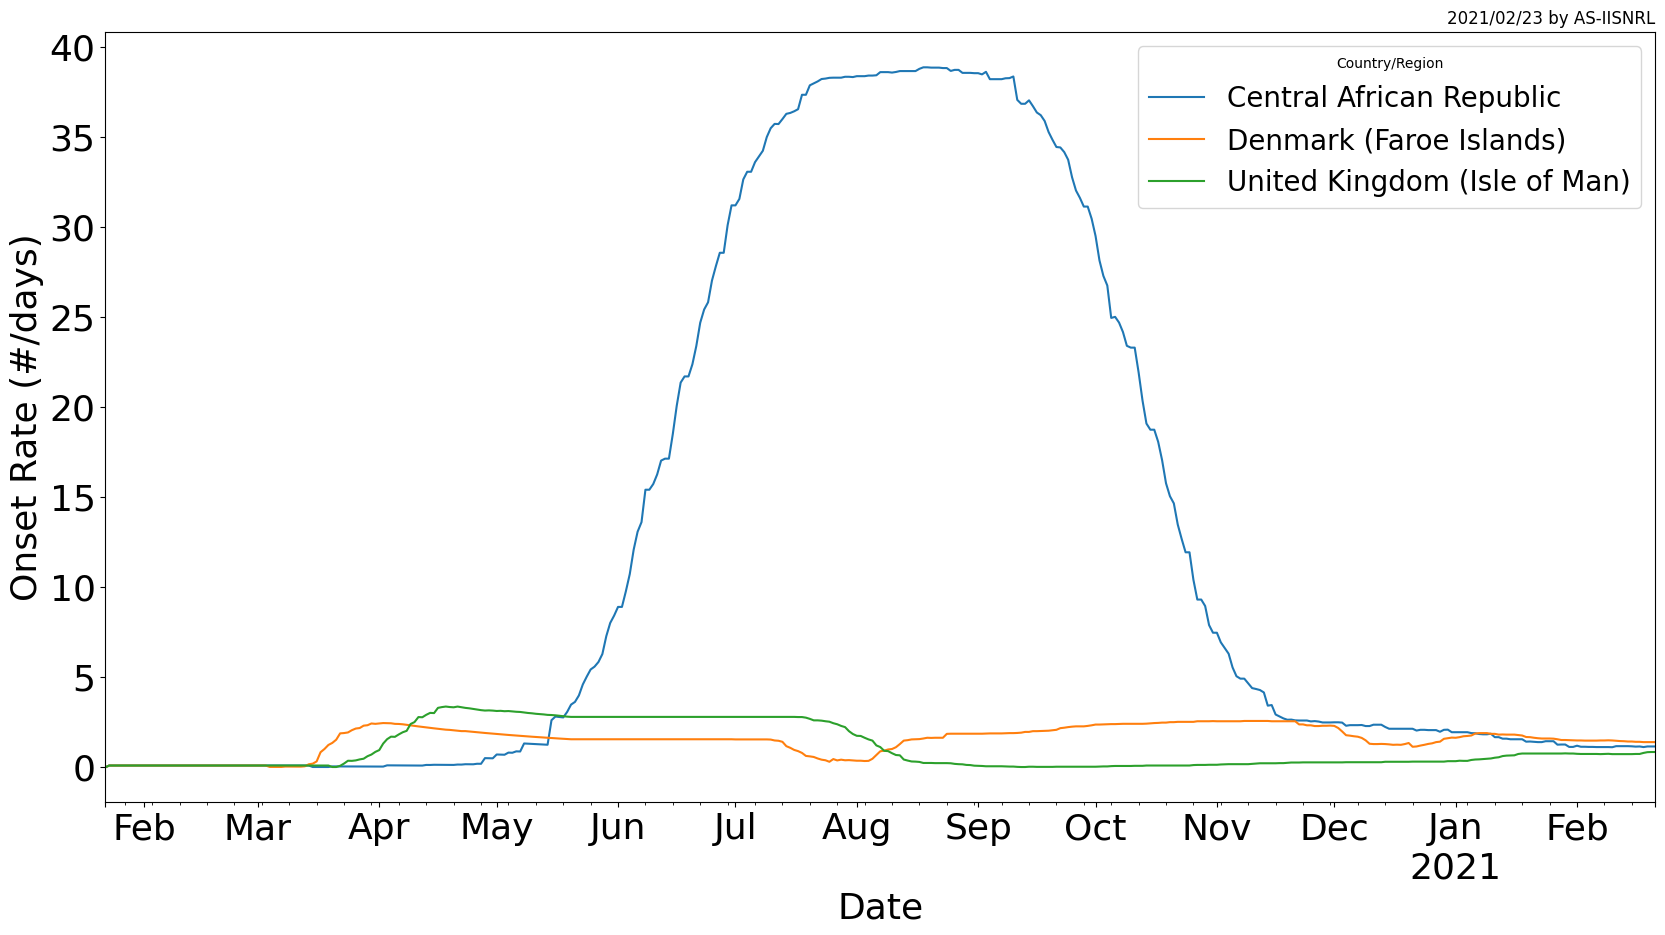 2021/02/23 by AS-IISNRL
Country/Region
Central African Republic
Denmark (Faroe Islands)
United Kingdom (Isle of Man)
Onset Rate (#/days)
40
35
30
25
20
15
10
5
0
Feb Mar Apr May Jun Jul Aug Sep Oct Nov Dec Jan Feb
2021
Date